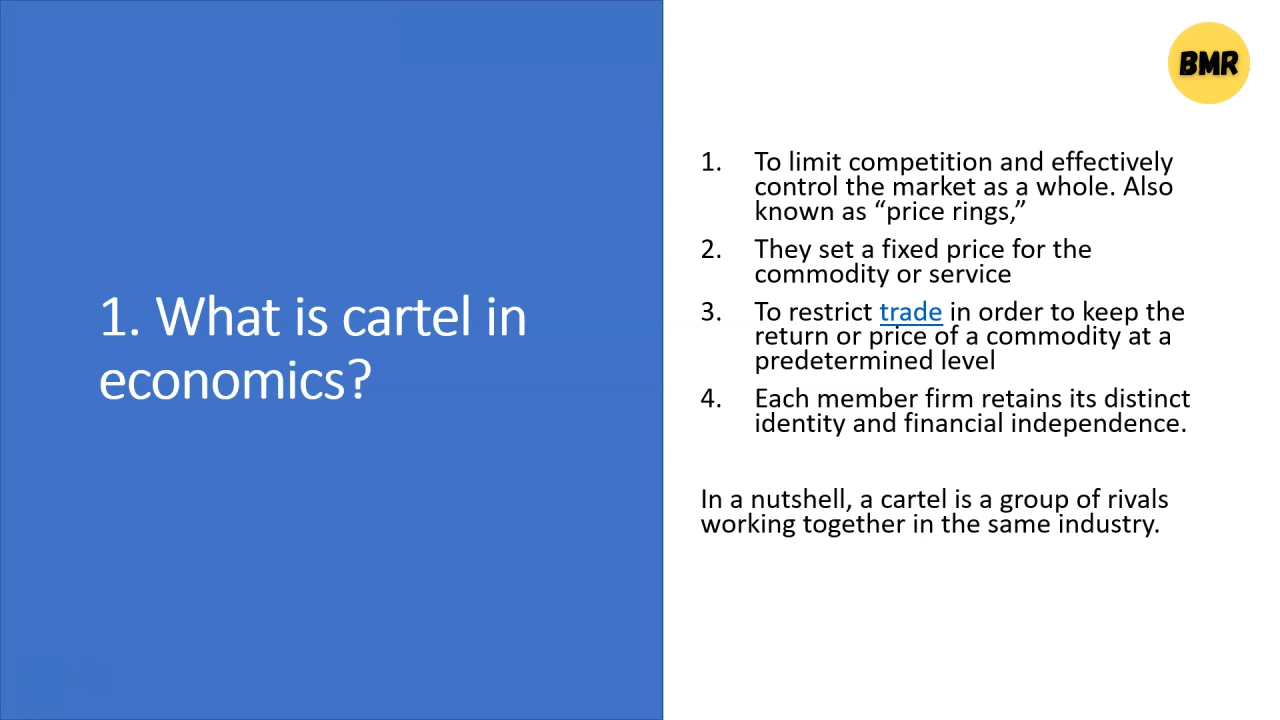 BMR
1. What is cartel in
economics?
1. To limit competition and effectively
control the market as a whole. Also
known as “price rings,”
2. They set a fixed price for the
commodity or service
3. To restrict trade in order to keep the
return or price of a commodity at a
predetermined level
4. Each member firm retains its distinct
identity and financial independence.
In a nutshell, a cartel is a group of rivals
working together in the same industry.